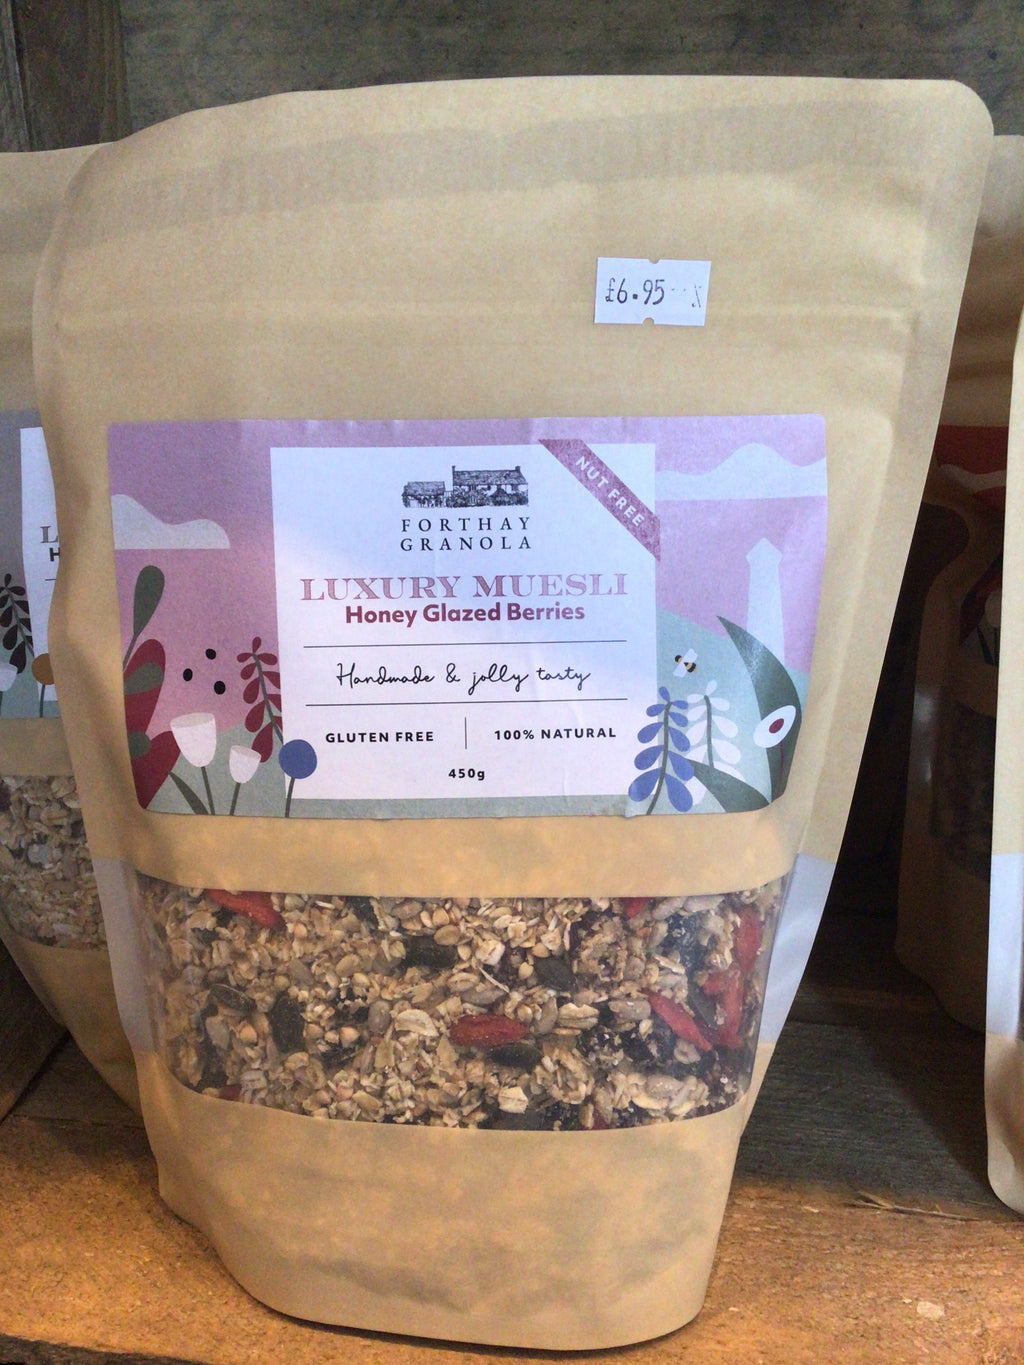 £6.95
NUT FREE
FORTHAY
GRANOLA
LUXURY MUESLI
Honey Glazed Berries
Handmade & jolly tasty
GLUTEN FREE
100% NATURAL
450g
L
H